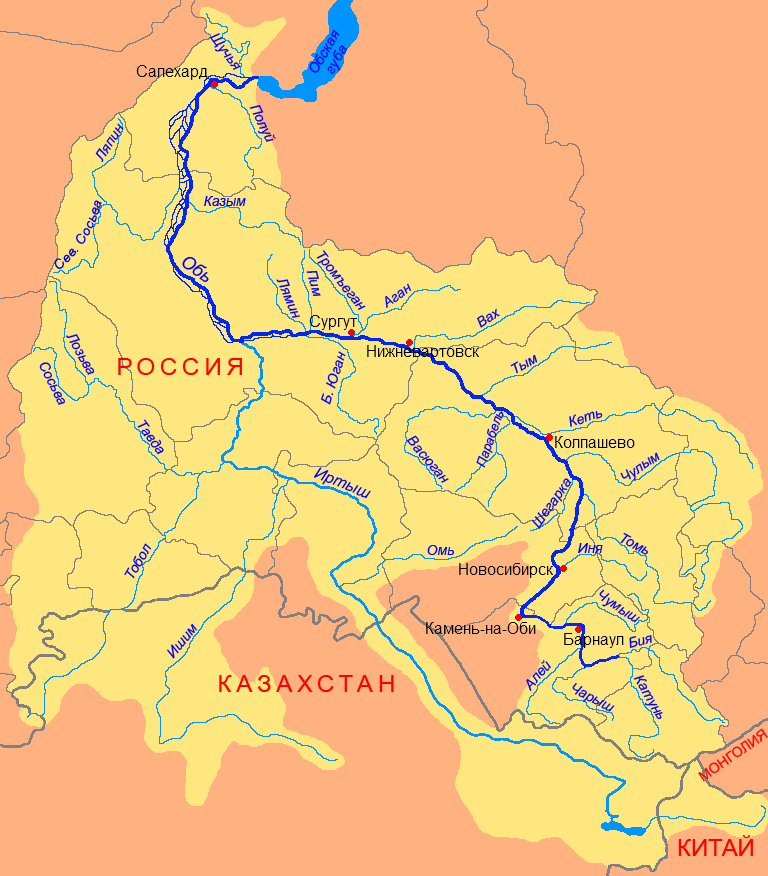 Щучья
Обская
губа
Салехард
Полуй
Ляпин
Казым
Сев. Сосьва
Обь
Тромъеган
Пим
Лямин
Аган
Вах
Сургут
Нижневартовск
РОССИЯ
Лозьва
Сосьва
Б. Юган
Тым
Тавда
Васюган
Парабель
Кеть
Колпашево
Чулым
Иртыш
Шегарка
Омь
Иня
Томь
Тобол
Новосибирск
Чумыш
Камень-на-Оби
Барнаул
Бия
Ишим
Алей
Чарыш
Катунь
КАЗАХСТАН
МОНГОЛИЯ
КИТАЙ